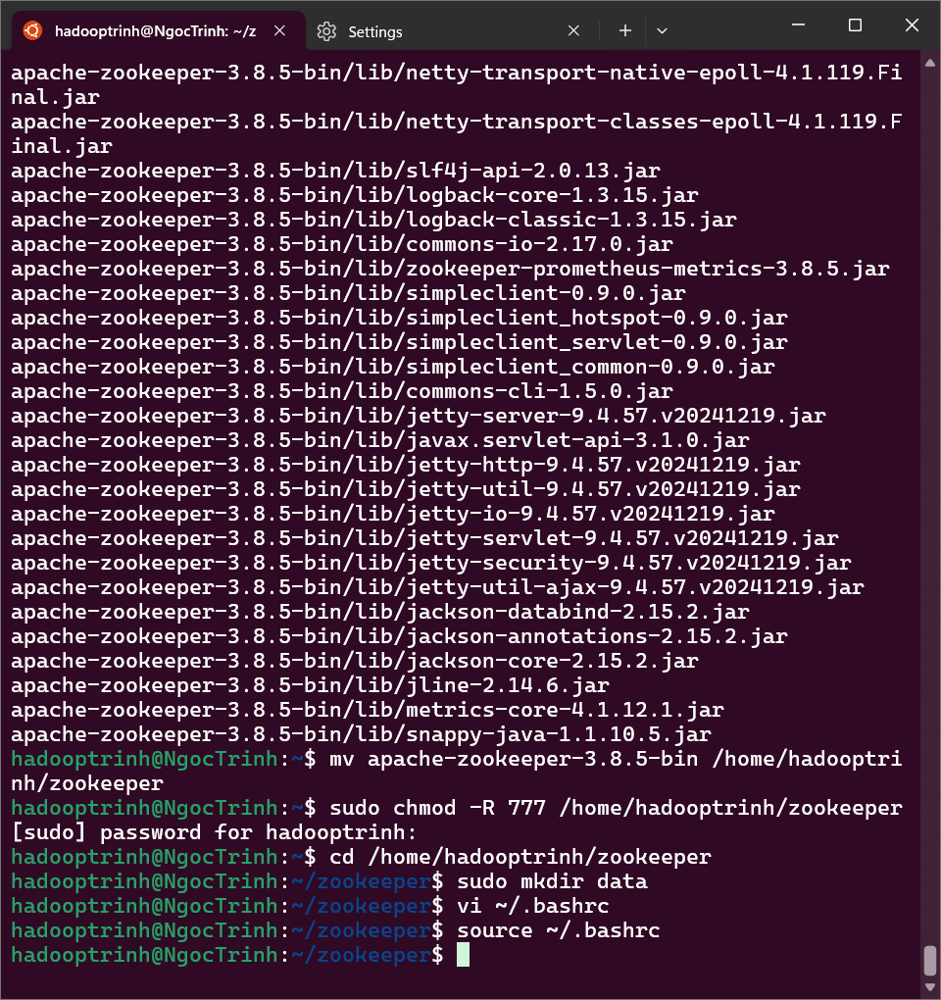 hadooptrinh@NgocTrinh: ~/z
Settings
apache-zookeeper-3.8.5-bin/lib/netty-transport-native-epoll-4.1.119.Fi
nal.jar
apache-zookeeper-3.8.5-bin/lib/netty-transport-classes-epoll-4.1.119.F
inal.jar
apache-zookeeper-3.8.5-bin/lib/slf4j-api-2.0.13.jar
apache-zookeeper-3.8.5-bin/lib/logback-core-1.3.15.jar
apache-zookeeper-3.8.5-bin/lib/logback-classic-1.3.15.jar
apache-zookeeper-3.8.5-bin/lib/commons-io-2.17.0.jar
apache-zookeeper-3.8.5-bin/lib/zookeeper-prometheus-metrics-3.8.5.jar
apache-zookeeper-3.8.5-bin/lib/simpleclient-0.9.0.jar
apache-zookeeper-3.8.5-bin/lib/simpleclient_hotspot-0.9.0.jar
apache-zookeeper-3.8.5-bin/lib/simpleclient_servlet-0.9.0.jar
apache-zookeeper-3.8.5-bin/lib/simpleclient_common-0.9.0.jar
apache-zookeeper-3.8.5-bin/lib/commons-cli-1.5.0.jar
apache-zookeeper-3.8.5-bin/lib/jetty-server-9.4.57.v20241219.jar
apache-zookeeper-3.8.5-bin/lib/javax.servlet-api-3.1.0.jar
apache-zookeeper-3.8.5-bin/lib/jetty-http-9.4.57.v20241219.jar
apache-zookeeper-3.8.5-bin/lib/jetty-util-9.4.57.v20241219.jar
apache-zookeeper-3.8.5-bin/lib/jetty-io-9.4.57.v20241219.jar
apache-zookeeper-3.8.5-bin/lib/jetty-servlet-9.4.57.v20241219.jar
apache-zookeeper-3.8.5-bin/lib/jetty-security-9.4.57.v20241219.jar
apache-zookeeper-3.8.5-bin/lib/jetty-util-ajax-9.4.57.v20241219.jar
apache-zookeeper-3.8.5-bin/lib/jackson-databind-2.15.2.jar
apache-zookeeper-3.8.5-bin/lib/jackson-annotations-2.15.2.jar
apache-zookeeper-3.8.5-bin/lib/jackson-core-2.15.2.jar
apache-zookeeper-3.8.5-bin/lib/jline-2.14.6.jar
apache-zookeeper-3.8.5-bin/lib/metrics-core-4.1.12.1.jar
apache-zookeeper-3.8.5-bin/lib/snappy-java-1.1.10.5.jar
hadooptrinh@NgocTrinh:~$ mv apache-zookeeper-3.8.5-bin /home/hadooptri
nh/zookeeper
hadooptrinh@NgocTrinh:~$ sudo chmod -R 777 /home/hadooptrinh/zookeeper
[sudo] password for hadooptrinh:
hadooptrinh@NgocTrinh:~$ cd /home/hadooptrinh/zookeeper
hadooptrinh@NgocTrinh:~/zookeeper$ sudo mkdir data
hadooptrinh@NgocTrinh:~/zookeeper$ vi ~/.bashrc
hadooptrinh@NgocTrinh:~/zookeeper$ source ~/.bashrc
hadooptrinh@NgocTrinh:~/zookeeper$